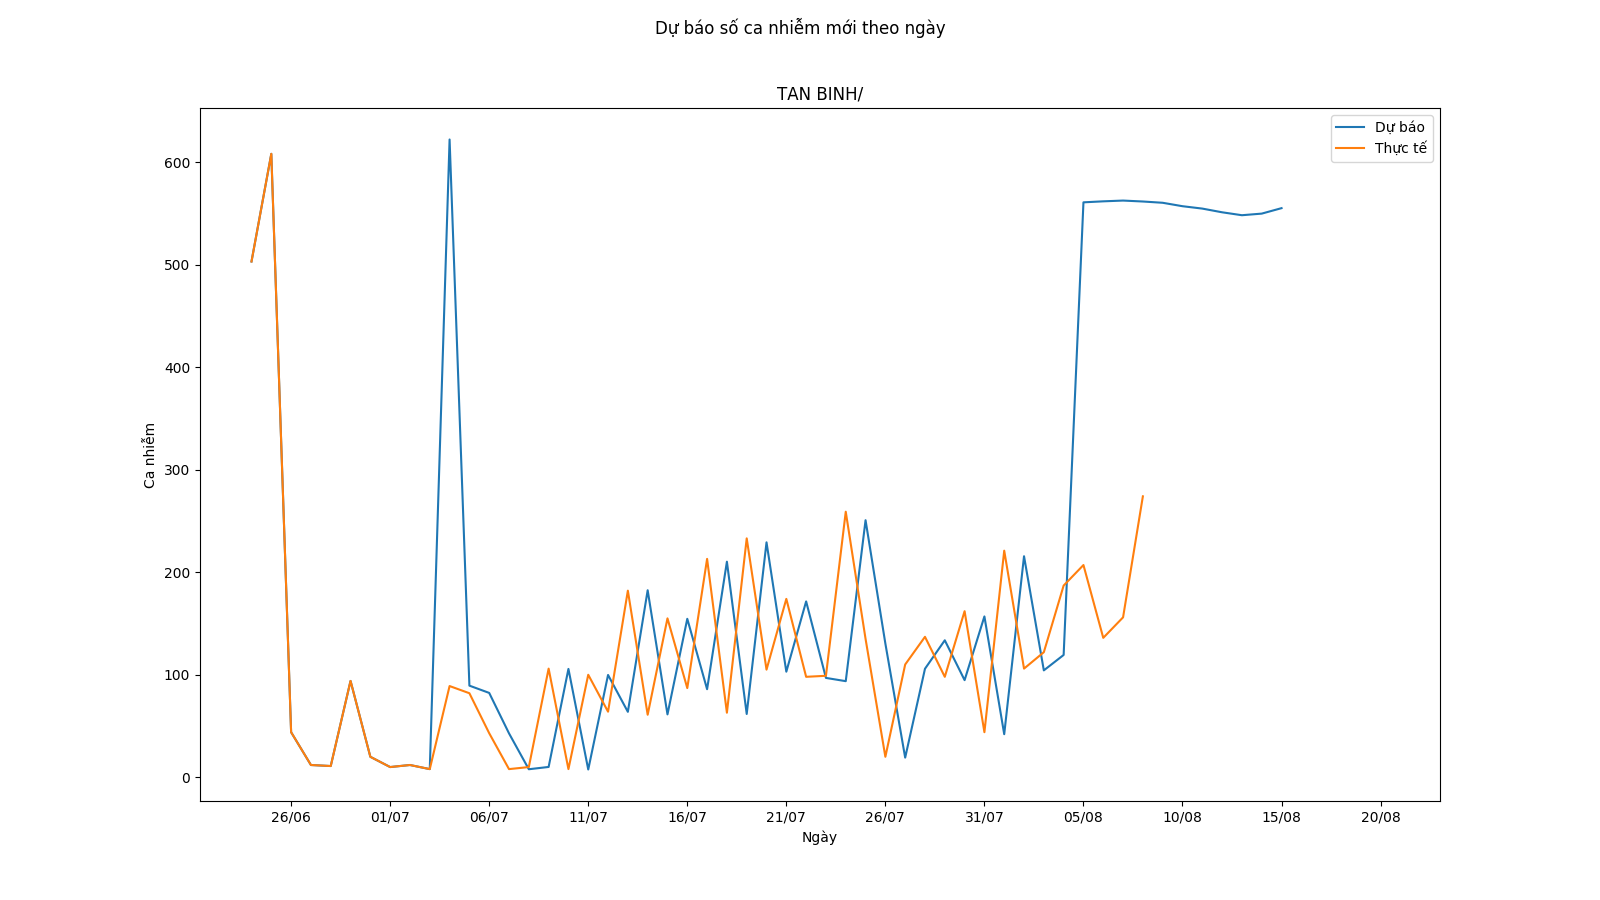 Dự báo số ca nhiễm mới theo ngày
TAN BINH/
Dự báo
Thực tế
600
500
400
300
200
100
0
Ca nhiễm
26/06 01/07 06/07 11/07 16/07 21/07 26/07 31/07 05/08 10/08 15/08 20/08
Ngày